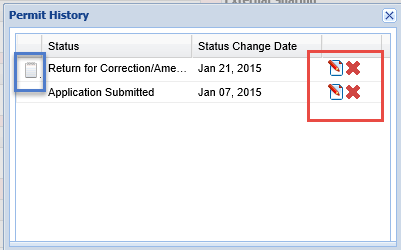 Permit History
Status Status Change Date
Return for Correction/Ame... Jan 21, 2015
Application Submitted Jan 07, 2015